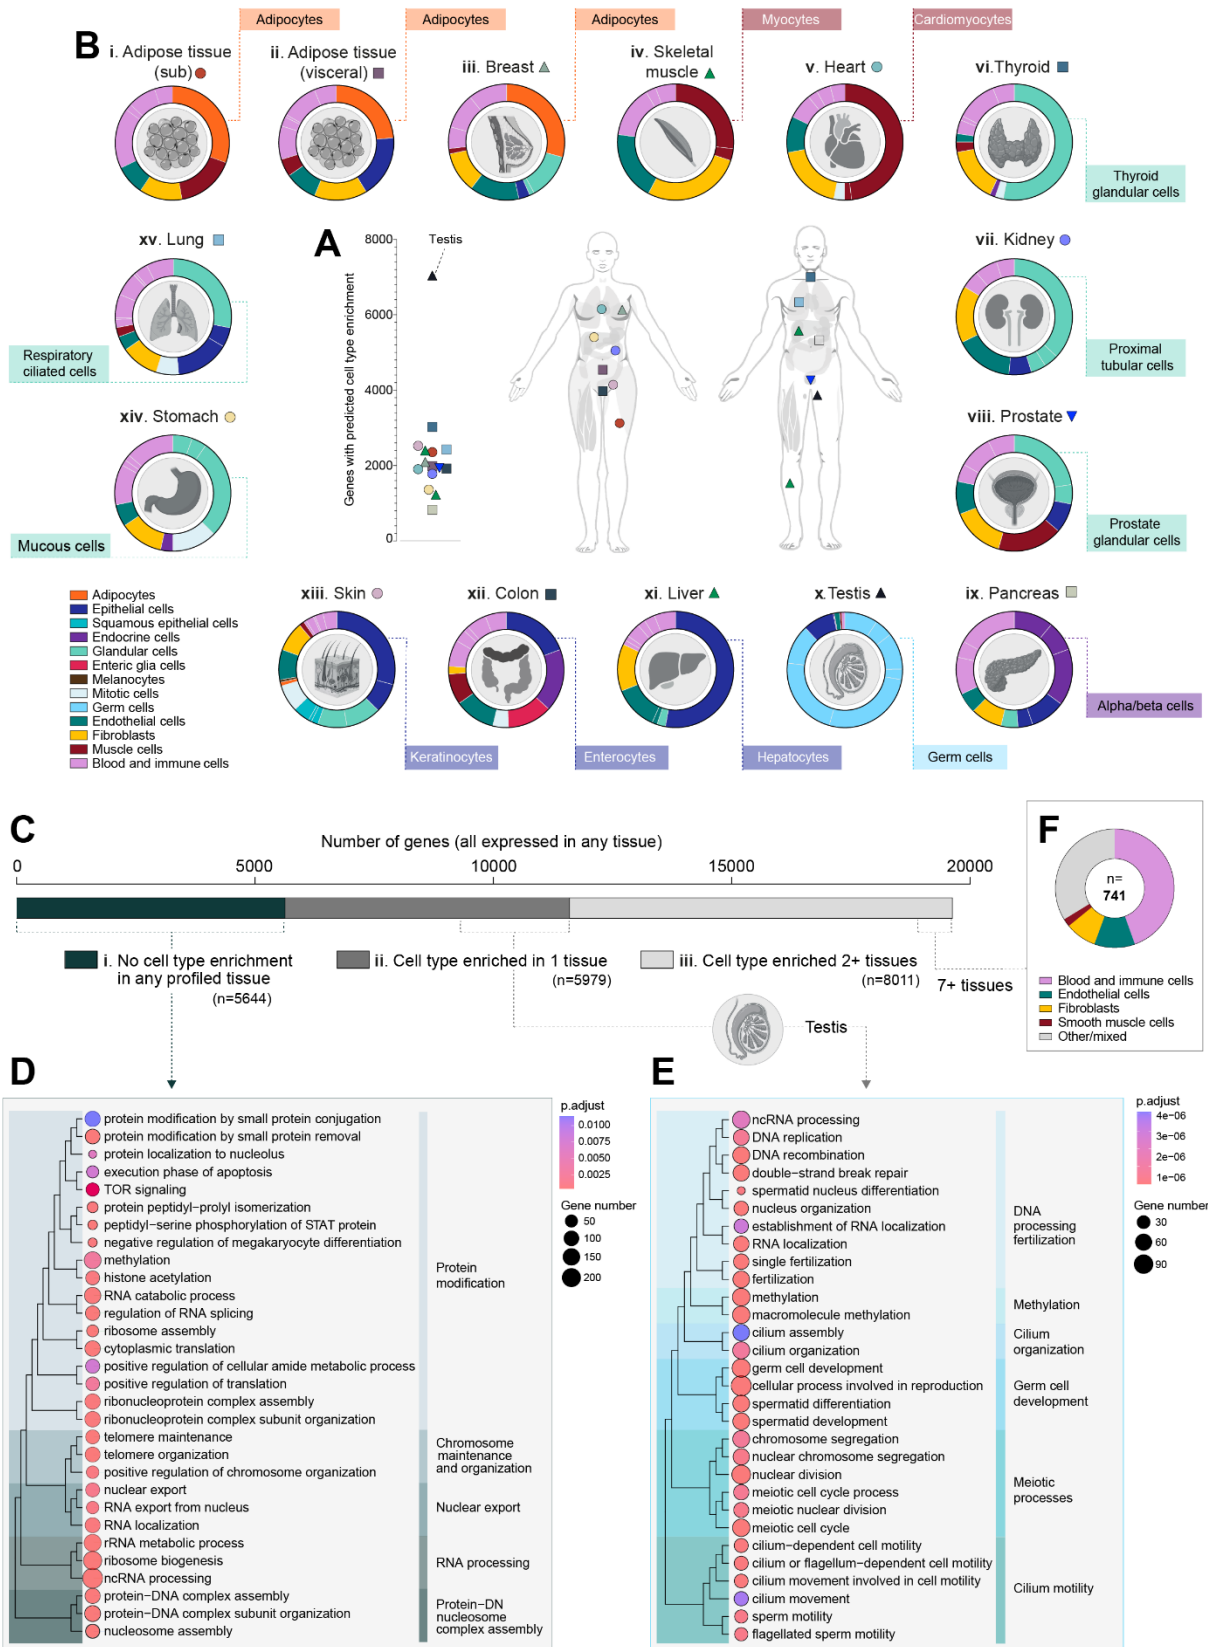 Adipocytes
Adipocytes
Adipocytes
Myocytes
Cardiomyocytes
B
i. Adipose tissue
(sub)
ii. Adipose tissue
(visceral)
iii. Breast
iv. Skeletal
muscle
v. Heart
vi.Thyroid
Thyroid
glandular cells
xv. Lung
A
8000
6000
4000
2000
0
Testis
Genes with predicted cell type enrichment
vii. Kidney
Respiratory
ciliated cells
Proximal
tubular cells
xiv. Stomach
viii. Prostate
Mucous cells
Prostate
glandular cells
Adipocytes
Epithelial cells
Squamous epithelial cells
Endocrine cells
Glandular cells
Enteric glia cells
Melanocytes
Mitotic cells
Germ cells
Endothelial cells
Fibroblasts
Muscle cells
Blood and immune cells
xiii. Skin
xii. Colon
xi. Liver
x.Testis
ix. Pancreas
Keratinocytes
Enterocytes
Hepatocytes
Germ cells
Alpha/beta cells
C
Number of genes (all expressed in any tissue)
0
5000
10000
15000
20000
i. No cell type enrichment
in any profiled tissue
(n=5644)
ii. Cell type enriched in 1 tissue
(n=5979)
iii. Cell type enriched 2+ tissues
(n=8011)
7+ tissues
Testis
F
n=
741
Blood and immune cells
Endothelial cells
Fibroblasts
Smooth muscle cells
Other/mixed
D
protein modification by small protein conjugation
protein modification by small protein removal
protein localization to nucleolus
execution phase of apoptosis
TOR signaling
protein peptidyl−prolyl isomerization
peptidyl−serine phosphorylation of STAT protein
negative regulation of megakaryocyte differentiation
methylation
histone acetylation
RNA catabolic process
regulation of RNA splicing
ribosome assembly
cytoplasmic translation
positive regulation of cellular amide metabolic process
positive regulation of translation
ribonucleoprotein complex assembly
ribonucleoprotein complex subunit organization
telomere maintenance
telomere organization
positive regulation of chromosome organization
nuclear export
RNA export from nucleus
RNA localization
rRNA metabolic process
ribosome biogenesis
ncRNA processing
protein−DNA complex assembly
protein−DNA complex subunit organization
nucleosome assembly
Protein
modification
Chromosome
maintenance
and organization
Nuclear export
RNA processing
Protein−DN
nucleosome
complex assembly
p.adjust
0.0100
0.0075
0.0050
0.0025
Gene number
50
100
150
200
E
ncRNA processing
DNA replication
DNA recombination
double−strand break repair
spermatid nucleus differentiation
nucleus organization
establishment of RNA localization
RNA localization
single fertilization
fertilization
methylation
macromolecule methylation
cilium assembly
cilium organization
germ cell development
cellular process involved in reproduction
spermatid differentiation
spermatid development
chromosome segregation
nuclear chromosome segregation
nuclear division
meiotic cell cycle process
meiotic nuclear division
meiotic cell cycle
cilium−dependent cell motility
cilium or flagellum−dependent cell motility
cilium movement involved in cell motility
cilium movement
sperm motility
flagellated sperm motility
DNA
processing
fertilization
Methylation
Cilium
organization
Germ cell
development
Meiotic
processes
Cilium motility
p.adjust
4e−06
3e−06
2e−06
1e−06
Gene number
30
60
90